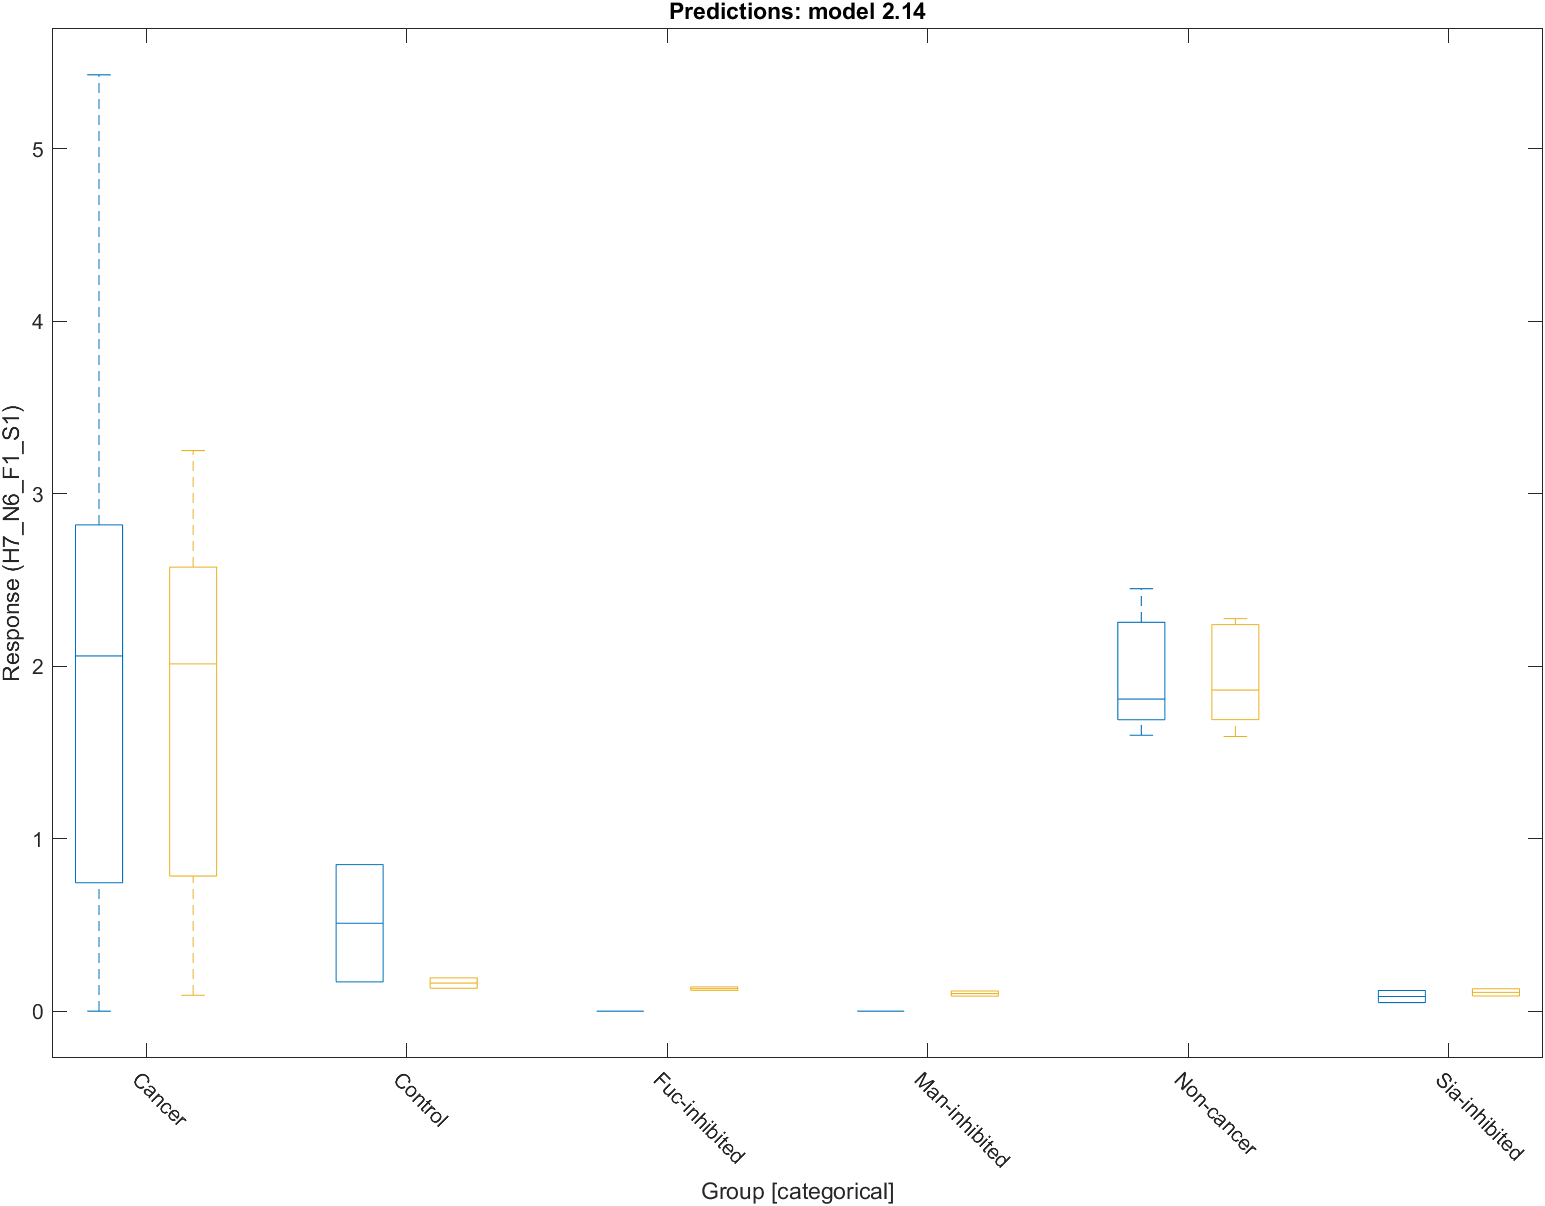 Predictions: model 2.14
Response (H7_N6_F1_S1)
5
4
3
2
1
0
Cancer
Control
Fuc-inhibited
Man-inhibited
Non-cancer
Sia-inhibited
Group [categorical]